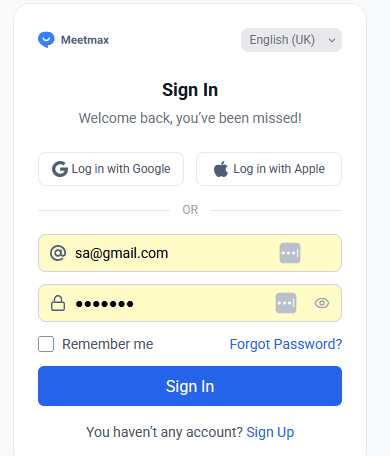 Meetmax
English (UK)
Sign In
Welcome back, you’ve been missed!
Log in with Google
Log in with Apple
OR
sa@gmail.com
•••••••
Remember me
Forgot Password?
Sign In
You haven’t any account? Sign Up